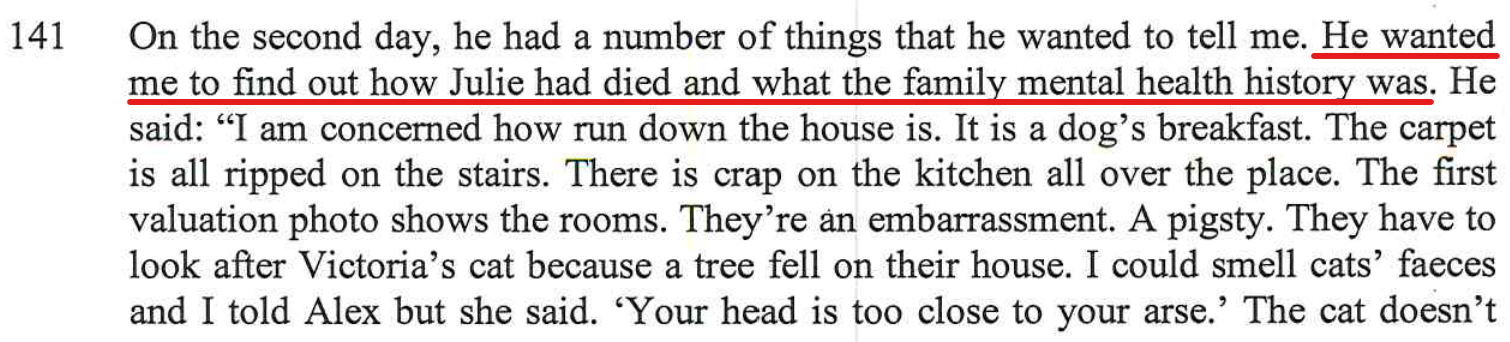 141 On the second day, he had a number of things that he wanted to tell me. He wanted
me to find out how Julie had died and what the family mental health history was. He
said: “I am concerned how run down the house is. It is a dog’s breakfast. The carpet
is all ripped on the stairs. There is crap on the kitchen all over the place. The first
valuation photo shows the rooms. They’re an embarrassment. A pigsty. They have to
look after Victoria’s cat because a tree fell on their house. I could smell cats’ faeces
and I told Alex but she said. ‘Your head is too close to your arse.’ The cat doesn’t